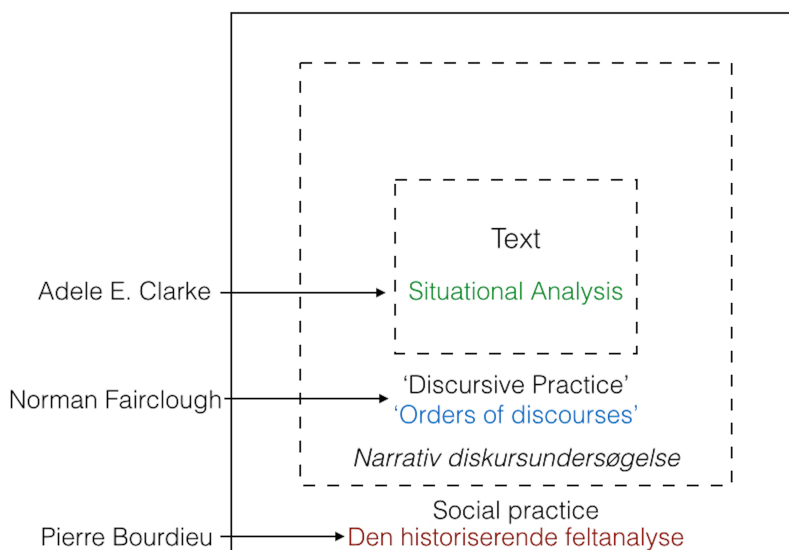 Text
Adele E. Clarke
Situational Analysis
‘Discursive Practice’
Norman Fairclough
‘Orders of discourses’
Narrativ diskursundersøgelse
Social practice
Pierre Bourdieu
Den historiserende feltanalyse